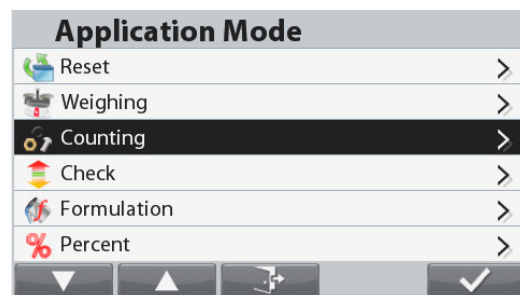 Application Mode
Reset
Weighing
Counting
Check
Formulation
Percent